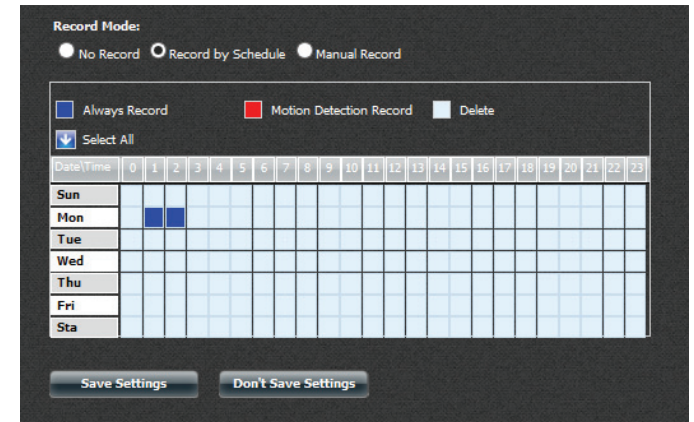 Record Mode:
No Record Record by Schedule Manual Record
Always Record Motion Detection Record Delete
Select All
Date\Time 0 1 2 3 4 5 6 7 8 9 10 11 12 13 14 15 16 17 18 19 20 21 22 23
Sun
Mon
Tue
Wed
Thu
Fri
Sta
Save Settings Don't Save Settings